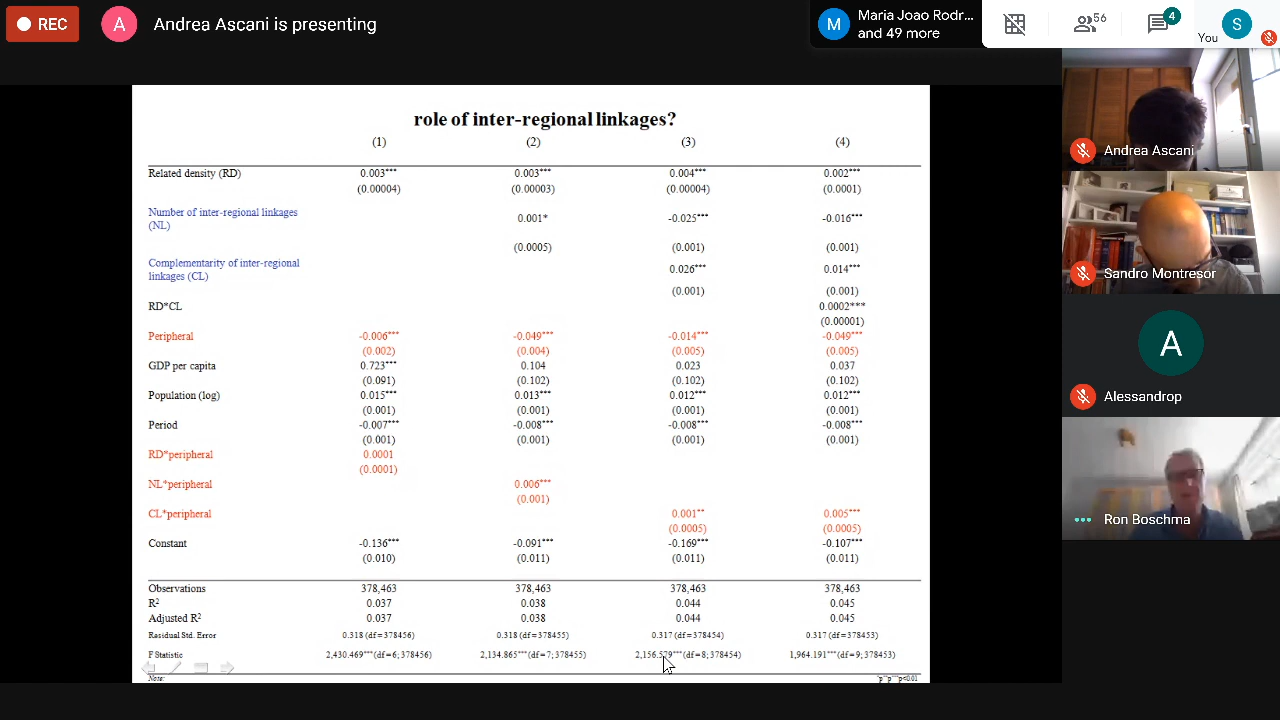 REC
A
Andrea Ascani is presenting
M
Maria Joao Rodr...
and 49 more
56
4
You
S
role of inter-regional linkages?
(1) (2) (3) (4)
Related density (RD) 0.003*** 0.003*** 0.004*** 0.002***
(0.00004) (0.00003) (0.00004) (0.0001)
Number of inter-regional linkages
(NL) 0.001* -0.025*** -0.016***
(0.0005) (0.001) (0.001)
Complementarity of inter-regional
linkages (CL) 0.026*** 0.014***
(0.001) (0.001)
RD*CL 0.0002***
(0.00001)
Peripheral -0.006*** -0.049*** -0.014*** -0.049***
(0.002) (0.004) (0.005) (0.005)
GDP per capita 0.723*** 0.104 0.023 0.037
(0.091) (0.102) (0.102) (0.102)
Population (log) 0.015*** 0.013*** 0.012*** 0.012***
(0.001) (0.001) (0.001) (0.001)
Period -0.007*** -0.008*** -0.008*** -0.008***
(0.001) (0.001) (0.001) (0.001)
RD*peripheral 0.0001
(0.0001)
NL*peripheral 0.006***
(0.001)
CL*peripheral 0.001** 0.005***
(0.0005) (0.0005)
Constant -0.136*** -0.091*** -0.169*** -0.107***
(0.010) (0.011) (0.011) (0.011)
Observations 378,463 378,463 378,463 378,463
R² 0.037 0.038 0.044 0.045
Adjusted R² 0.037 0.038 0.044 0.045
Residual Std. Error 0.318 (df=378456) 0.318 (df=378455) 0.317 (df=378454) 0.317 (df=378453)
F Statistic 2,430.469*** (df=6; 378456) 2,134.865*** (df=7; 378455) 2,156.579*** (df=8; 378454) 1,964.191*** (df=9; 378453)
Note: *p**p***p<0.01
Andrea Ascani
Sandro Montresor
A
Alessandrop
Ron Boschma